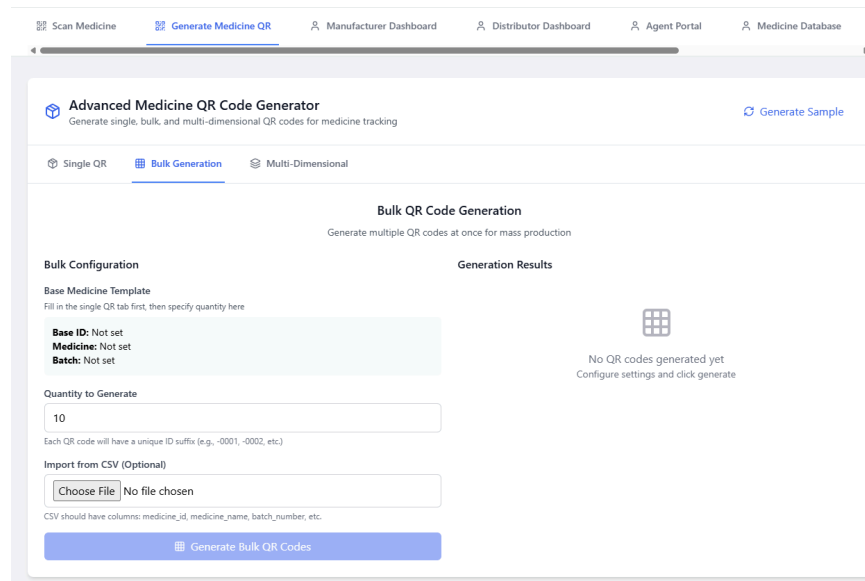 Scan Medicine
Generate Medicine QR
Manufacturer Dashboard
Distributor Dashboard
Agent Portal
Medicine Database
Advanced Medicine QR Code Generator
Generate single, bulk, and multi-dimensional QR codes for medicine tracking
Generate Sample
Single QR
Bulk Generation
Multi-Dimensional
Bulk QR Code Generation
Generate multiple QR codes at once for mass production
Bulk Configuration
Base Medicine Template
Fill in the single QR tab first, then specify quantity here
Base ID: Not set
Medicine: Not set
Batch: Not set
Quantity to Generate
10
Each QR code will have a unique ID suffix (e.g., -0001, -0002, etc.)
Import from CSV (Optional)
Choose File No file chosen
CSV should have columns: medicine_id, medicine_name, batch_number, etc.
Generate Bulk QR Codes
Generation Results
No QR codes generated yet
Configure settings and click generate